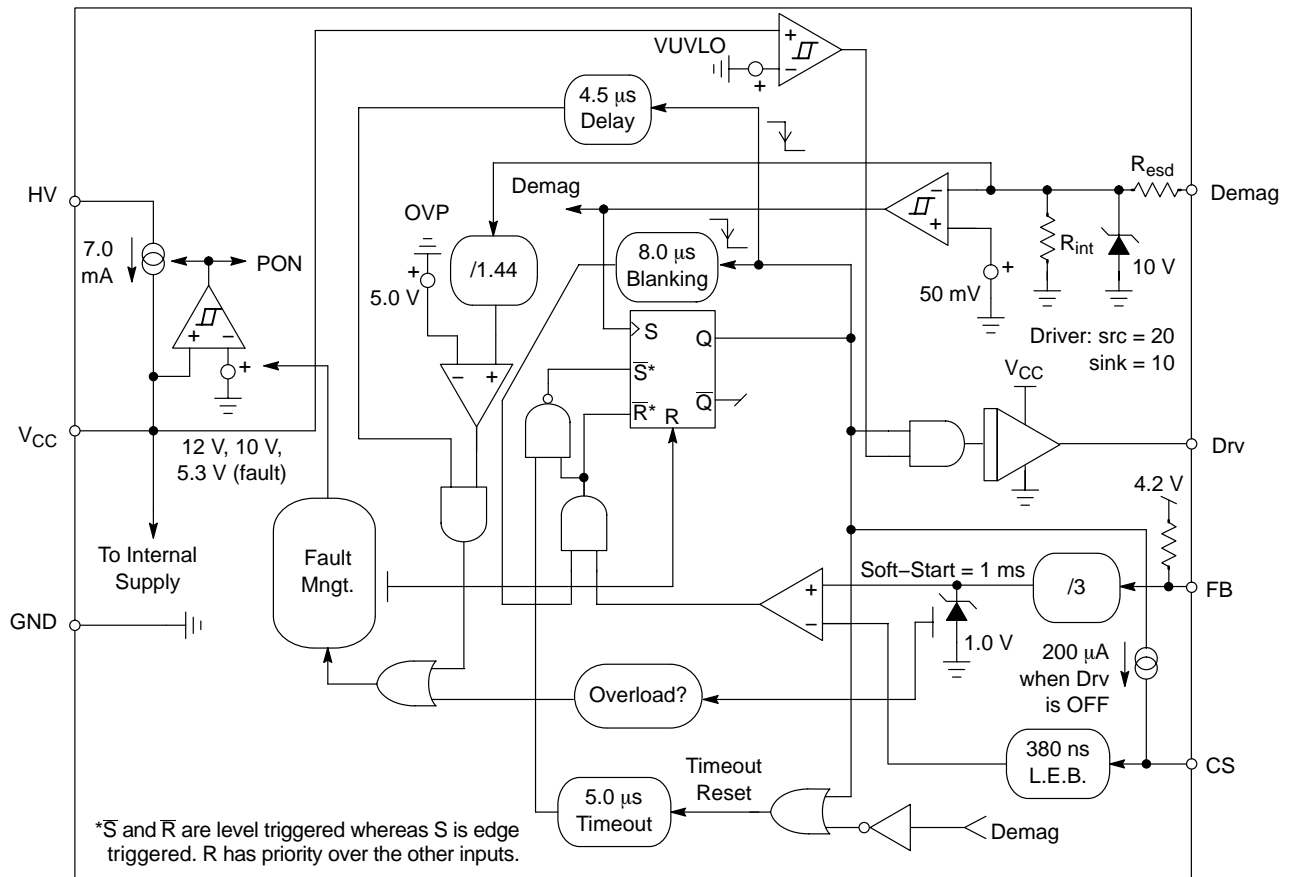 VUVLO
+
−
+
4.5 μs
Delay
HV
Demag
Resd
Demag
−
+
OVP
+
5.0 V
/1.44
8.0 μs
Blanking
Rint
10 V
+
50 mV
7.0
mA
PON
+
−
+
S
Q
S*
Q
R*
R
−
+
Driver: src = 20
sink = 10
VCC
VCC
12 V, 10 V,
5.3 V (fault)
Drv
4.2 V
To Internal
Supply
Fault
Mngt.
Soft−Start = 1 ms
+
−
/3
FB
GND
1.0 V
200 μA
when Drv
is OFF
Overload?
380 ns
L.E.B.
CS
Timeout
Reset
5.0 μs
Timeout
Demag
*S and R are level triggered whereas S is edge
triggered. R has priority over the other inputs.